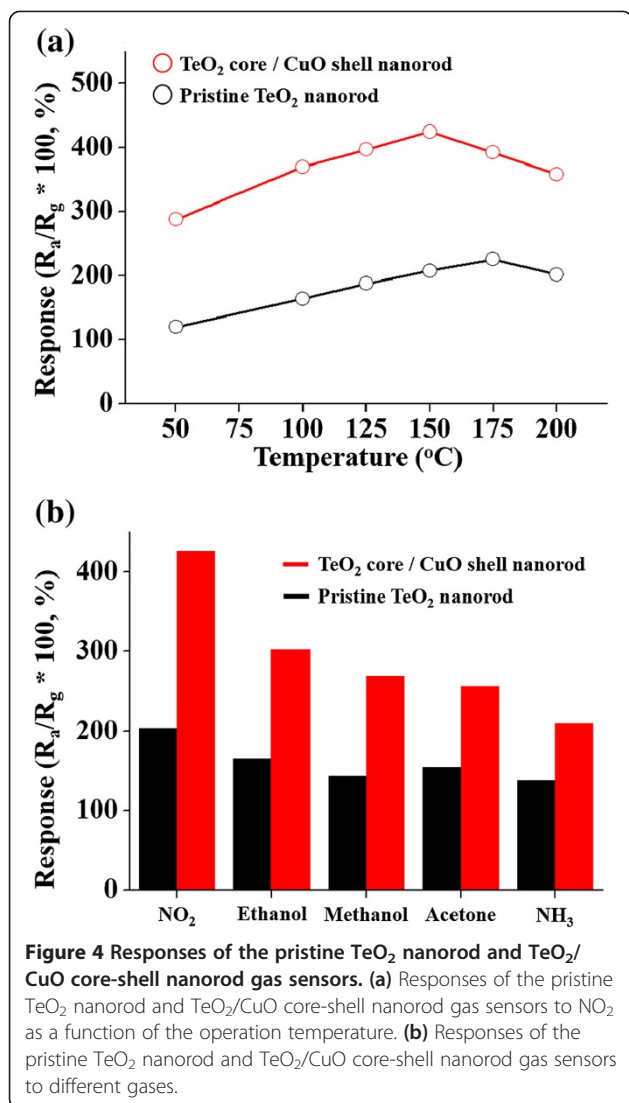 (a)
TeO₂ core / CuO shell nanorod
Pristine TeO₂ nanorod
500
400
300
200
100
0
Response (Rₐ/R_g * 100, %)
50 75 100 125 150 175 200
Temperature (°C)
(b)
TeO₂ core / CuO shell nanorod
Pristine TeO₂ nanorod
400
300
200
100
0
Response (Rₐ/R_g * 100, %)
NO₂ Ethanol Methanol Acetone NH₃
Figure 4 Responses of the pristine TeO₂ nanorod and TeO₂/
CuO core-shell nanorod gas sensors. (a) Responses of the pristine
TeO₂ nanorod and TeO₂/CuO core-shell nanorod gas sensors to NO₂
as a function of the operation temperature. (b) Responses of the
pristine TeO₂ nanorod and TeO₂/CuO core-shell nanorod gas sensors
to different gases.